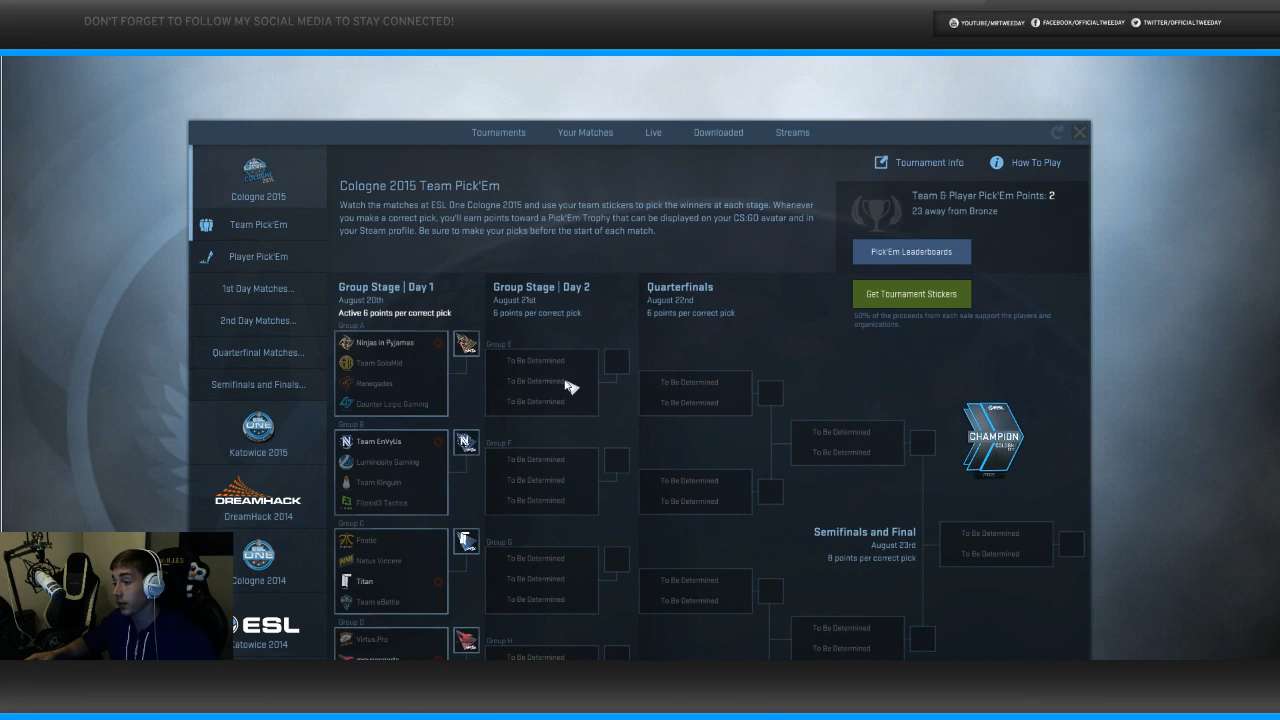 DON'T FORGET TO FOLLOW MY SOCIAL MEDIA TO STAY CONNECTED!
YOUTUBE/MRTWEEDAY FACEBOOK/OFFICIALTWEEDAY TWITTER/OFFICIALTWEEDAY
Tournaments Your Matches Live Downloaded Streams
Cologne 2015
Team Pick'Em
Player Pick'Em
1st Day Matches...
2nd Day Matches...
Quarterfinal Matches...
Semifinals and Finals...
ESL
ONE
Katowice 2015
DREAMHACK
DreamHack 2014
ESL
ONE
Cologne 2014
ESL
Katowice 2014
Cologne 2015 Team Pick'Em
Watch the matches at ESL One Cologne 2015 and use your team stickers to pick the winners at each stage. Whenever
you make a correct pick, you'll earn points toward a Pick'Em Trophy that can be displayed on your CS:GO avatar and in
your Steam profile. Be sure to make your picks before the start of each match.
Tournament Info How To Play
Team & Player Pick'Em Points: 2
23 away from Bronze
Pick'Em Leaderboards
Get Tournament Stickers
50% of the proceeds from each sale support the players and
organizations.
Group Stage | Day 1
August 20th
Active 6 points per correct pick
Group A
Ninjas in Pyjamas
Team SoloMid
Renegades
Counter Logic Gaming
Group B
Team EnVyUs
Luminosity Gaming
Team Kinguin
Flipsid3 Tactics
Group C
Fnatic
Natus Vincere
Titan
Team eBettle
Group D
Virtus.Pro
mousesports
Group Stage | Day 2
August 21st
6 points per correct pick
Group E
To Be Determined
To Be Determined
To Be Determined
Group F
To Be Determined
To Be Determined
To Be Determined
Group G
To Be Determined
To Be Determined
To Be Determined
Group H
To Be Determined
Quarterfinals
August 22nd
6 points per correct pick
To Be Determined
To Be Determined
To Be Determined
To Be Determined
To Be Determined
To Be Determined
To Be Determined
To Be Determined
Semifinals and Final
August 23rd
8 points per correct pick
To Be Determined
To Be Determined
To Be Determined
To Be Determined
CHAMPION